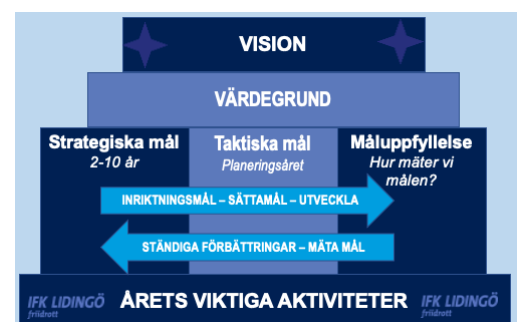 VISION
VÄRDEGRUND
Strategiska mål
2-10 år
Taktiska mål
Planeringsåret
Måluppfyllelse
Hur mäter vi
målen?
INRIKTNINGSMÅL – SÄTTAMÅL – UTVECKLA
STÄNDIGA FÖRBÄTTRINGAR – MÄTA MÅL
IFK LIDINGÖ
friidrott
ÅRETS VIKTIGA AKTIVITETER
IFK LIDINGÖ
friidrott